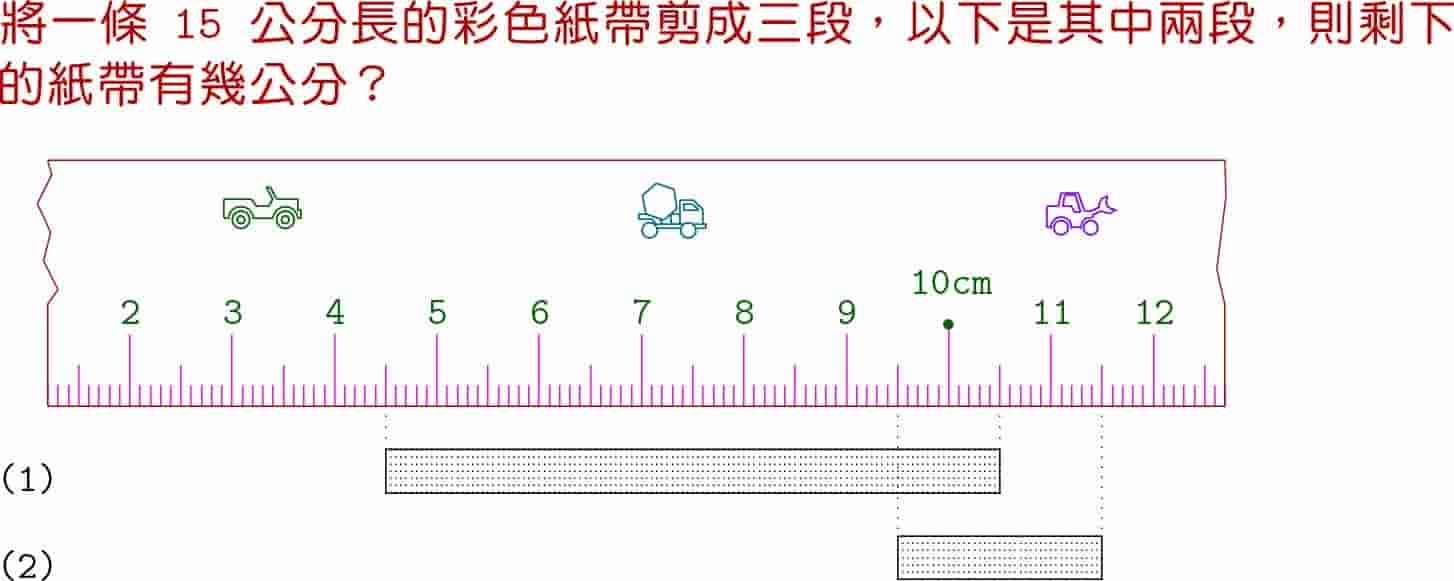 將一條 15 公分長的彩色紙帶剪成三段，以下是其中兩段，則剩下
的紙帶有幾公分？
10cm
2 3 4 5 6 7 8 9 11 12
(1)
(2)